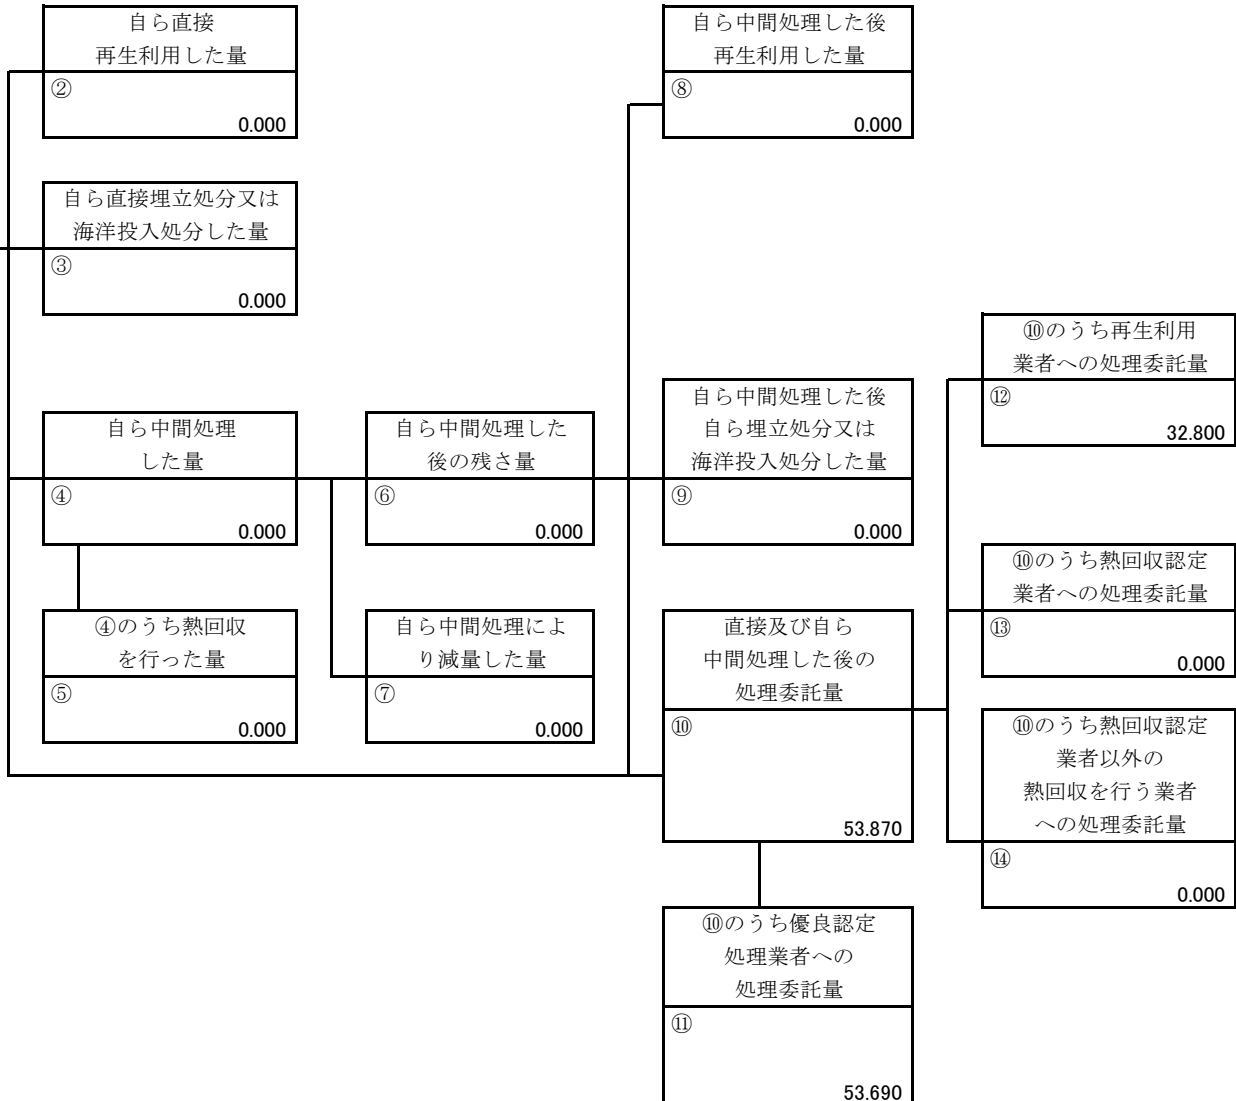 自ら直接
再生利用した量
②
0.000
自ら中間処理した後
再生利用した量
⑧
0.000
自ら直接埋立処分又は
海洋投入処分した量
③
0.000
⑩のうち再生利用
業者への処理委託量
⑫
32.800
自ら中間処理
した量
④
0.000
自ら中間処理した
後の残さ量
⑥
0.000
自ら中間処理した後
自ら埋立処分又は
海洋投入処分した量
⑨
0.000
⑩のうち熱回収認定
業者への処理委託量
⑬
0.000
④のうち熱回収
を行った量
⑤
0.000
自ら中間処理によ
り減量した量
⑦
0.000
直接及び自ら
中間処理した後の
処理委託量
⑩
53.870
⑩のうち熱回収認定
業者以外の
熱回収を行う業者
への処理委託量
⑭
0.000
⑩のうち優良認定
処理業者への
処理委託量
⑪
53.690